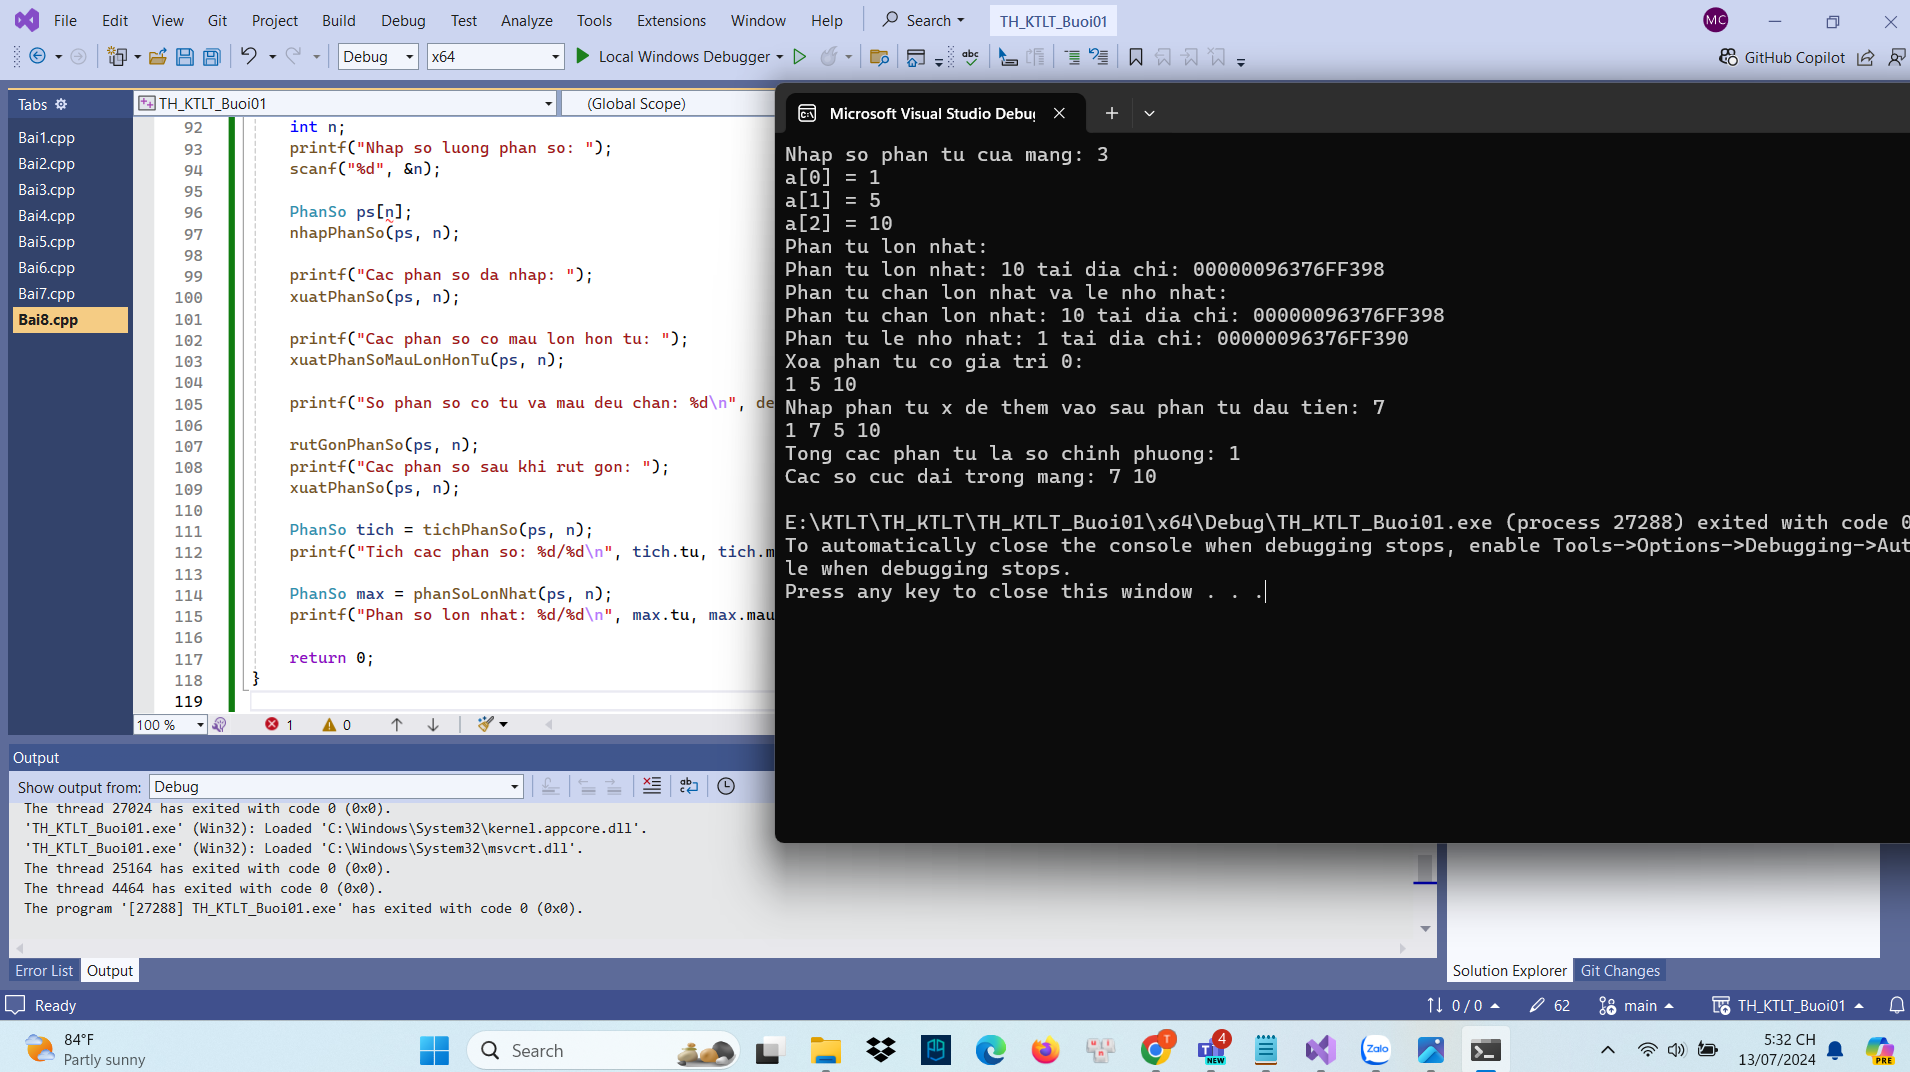 File Edit View Git Project Build Debug Test Analyze Tools Extensions Window Help Search TH_KTLT_Buoi01 MC
Debug x64 Local Windows Debugger abc GitHub Copilot
Tabs
Bai1.cpp
Bai2.cpp
Bai3.cpp
Bai4.cpp
Bai5.cpp
Bai6.cpp
Bai7.cpp
Bai8.cpp
TH_KTLT_Buoi01 (Global Scope)
92 int n;
93 printf("Nhap so luong phan so: ");
94 scanf("%d", &n);
95
96 PhanSo ps[n];
97 nhapPhanSo(ps, n);
98
99 printf("Cac phan so da nhap: ");
100 xuatPhanSo(ps, n);
101
102 printf("Cac phan so co mau lon hon tu: ");
103 xuatPhanSoMauLonHonTu(ps, n);
104
105 printf("So phan so co tu va mau deu chan: %d\n", de
106
107 rutGonPhanSo(ps, n);
108 printf("Cac phan so sau khi rut gon: ");
109 xuatPhanSo(ps, n);
110
111 PhanSo tich = tichPhanSo(ps, n);
112 printf("Tich cac phan so: %d/%d\n", tich.tu, tich.m
113
114 PhanSo max = phanSoLonNhat(ps, n);
115 printf("Phan so lon nhat: %d/%d\n", max.tu, max.mau
116
117 return 0;
118 }
119
100 % 1 0
Microsoft Visual Studio Debu
Nhap so phan tu cua mang: 3
a[0] = 1
a[1] = 5
a[2] = 10
Phan tu lon nhat:
Phan tu lon nhat: 10 tai dia chi: 00000096376FF398
Phan tu chan lon nhat va le nho nhat:
Phan tu chan lon nhat: 10 tai dia chi: 00000096376FF398
Phan tu le nho nhat: 1 tai dia chi: 00000096376FF390
Xoa phan tu co gia tri 0:
1 5 10
Nhap phan tu x de them vao sau phan tu dau tien: 7
1 7 5 10
Tong cac phan tu la so chinh phuong: 1
Cac so cuc dai trong mang: 7 10
E:\KTLT\TH_KTLT\TH_KTLT_Buoi01\x64\Debug\TH_KTLT_Buoi01.exe (process 27288) exited with code 0
To automatically close the console when debugging stops, enable Tools->Options->Debugging->Aut
le when debugging stops.
Press any key to close this window . . .
Output
Show output from: Debug
The thread 27024 has exited with code 0 (0x0).
'TH_KTLT_Buoi01.exe' (Win32): Loaded 'C:\Windows\System32\kernel.appcore.dll'.
'TH_KTLT_Buoi01.exe' (Win32): Loaded 'C:\Windows\System32\msvcrt.dll'.
The thread 25164 has exited with code 0 (0x0).
The thread 4464 has exited with code 0 (0x0).
The program '[27288] TH_KTLT_Buoi01.exe' has exited with code 0 (0x0).
Error List Output Solution Explorer Git Changes
Ready 0 / 0 62 main TH_KTLT_Buoi01
84°F
Partly sunny
Search T 4 NEW Zalo
5:32 CH
13/07/2024
PRE